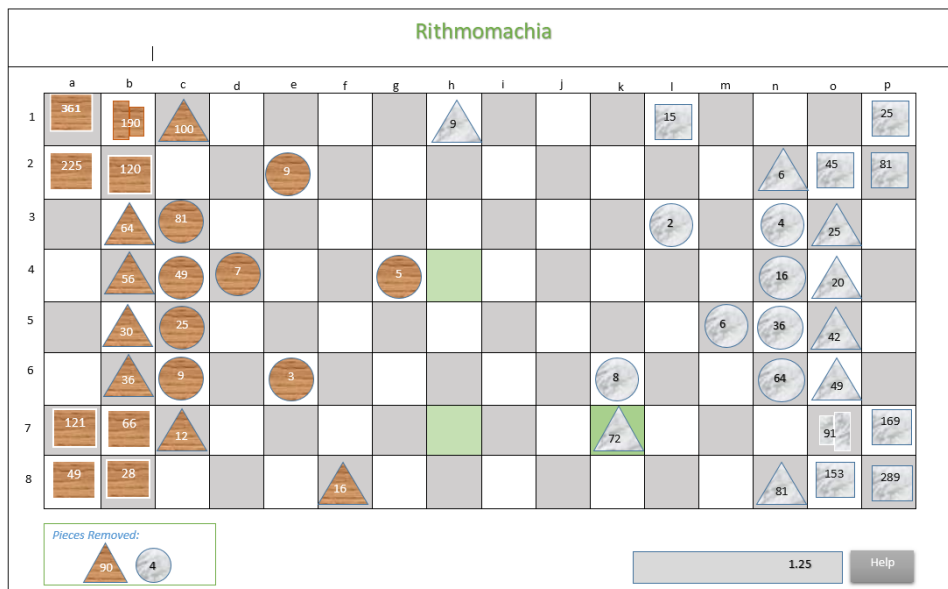 Rithmomachia
a b c d e f g h i j k l m n o p
1 361 190 100 9 15 25
2 225 120 9 6 45 81
3 64 81 2 4 25
4 56 49 7 5 16 20
5 30 25 6 36 42
6 36 9 3 8 64 49
7 121 66 12 72 91 169
8 49 28 16 81 153 289
Pieces Removed:
90 4
1.25 Help